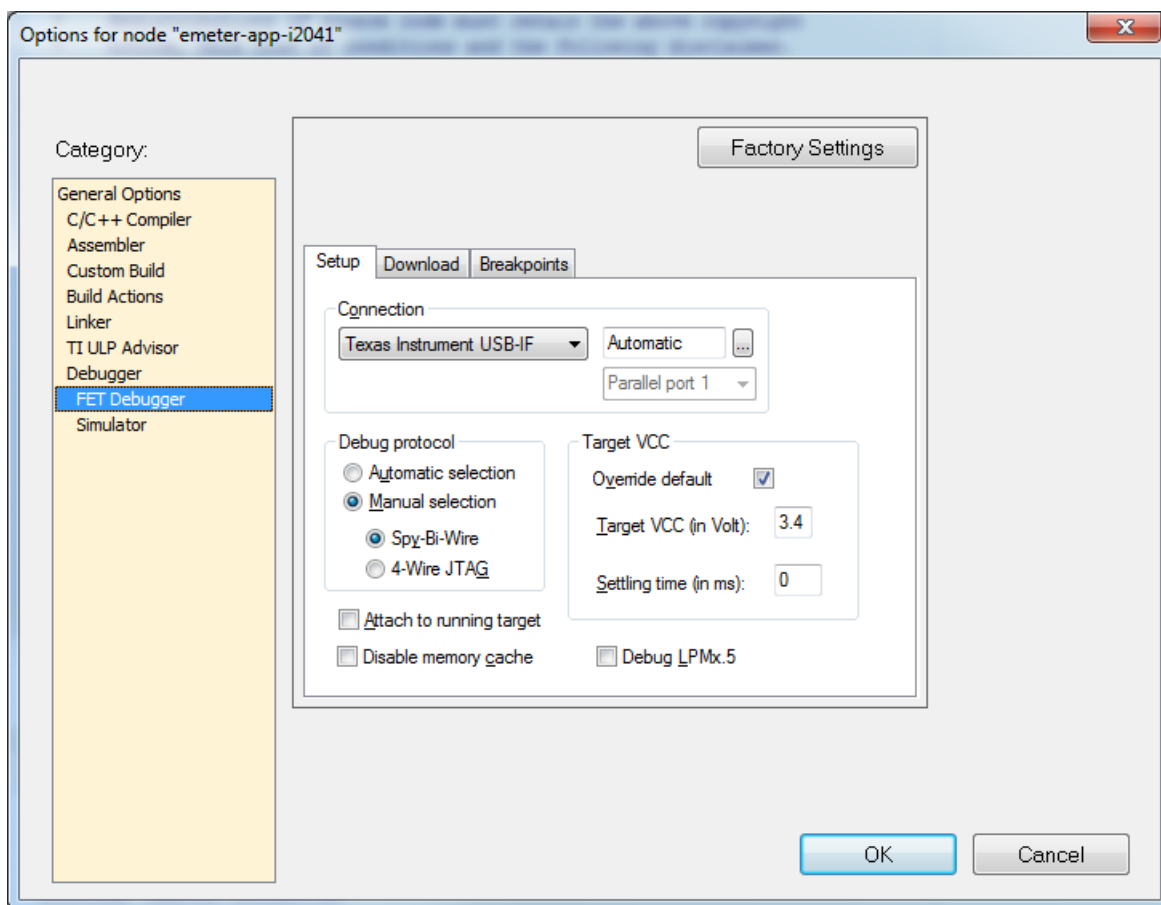 Options for node "emeter-app-i2041"
Category:
Factory Settings
General Options
C/C++ Compiler
Assembler
Custom Build
Build Actions
Linker
TI ULP Advisor
Debugger
FET Debugger
Simulator
Setup Download Breakpoints
Connection
Texas Instrument USB-IF Automatic ...
Parallel port 1
Debug protocol
Automatic selection
Manual selection
Spy-Bi-Wire
4-Wire JTAG
Target VCC
Override default
Target VCC (in Volt): 3.4
Settling time (in ms): 0
Attach to running target
Disable memory cache Debug LPMx.5
OK Cancel